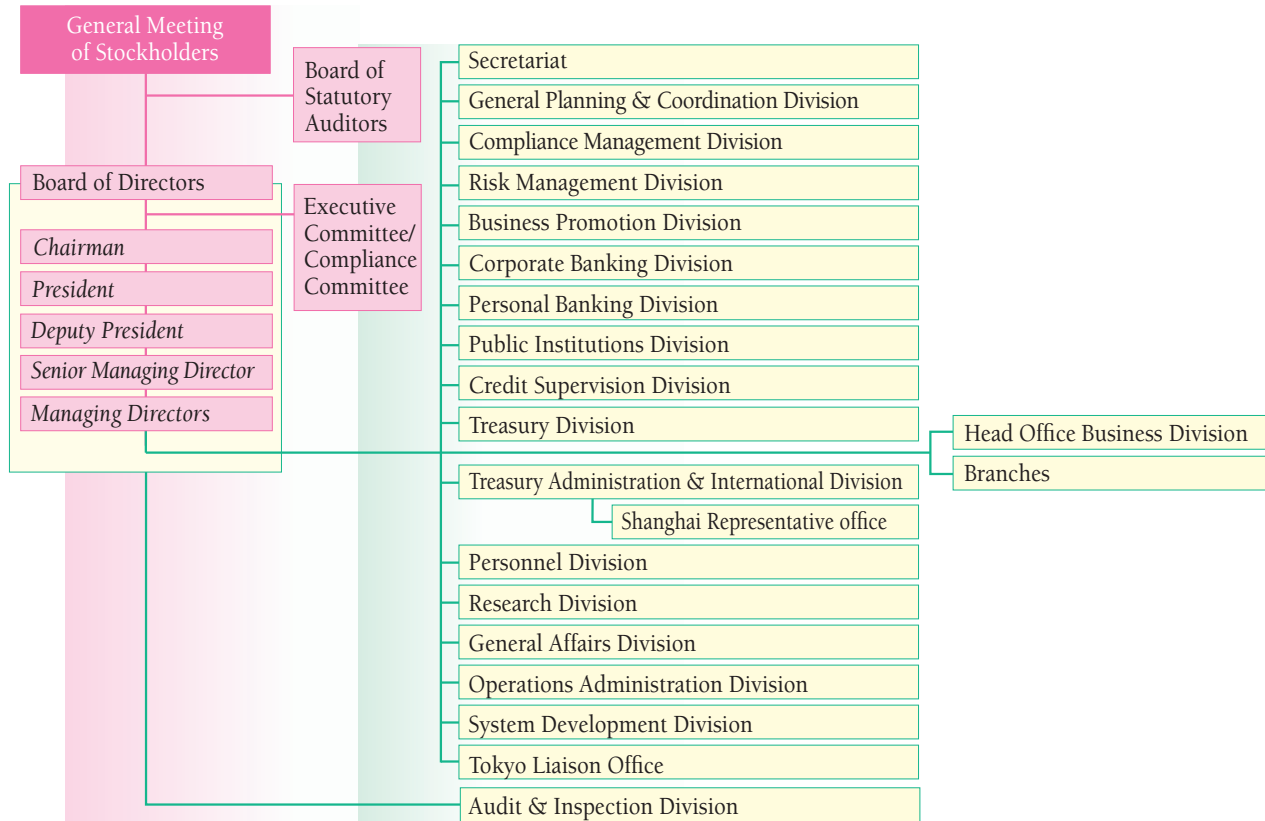 General Meeting
of Stockholders
Board of
Statutory
Auditors
Board of Directors
Executive
Committee/
Compliance
Committee
Chairman
President
Deputy President
Senior Managing Director
Managing Directors
Secretariat
General Planning & Coordination Division
Compliance Management Division
Risk Management Division
Business Promotion Division
Corporate Banking Division
Personal Banking Division
Public Institutions Division
Credit Supervision Division
Treasury Division
Head Office Business Division
Branches
Treasury Administration & International Division
Shanghai Representative office
Personnel Division
Research Division
General Affairs Division
Operations Administration Division
System Development Division
Tokyo Liaison Office
Audit & Inspection Division